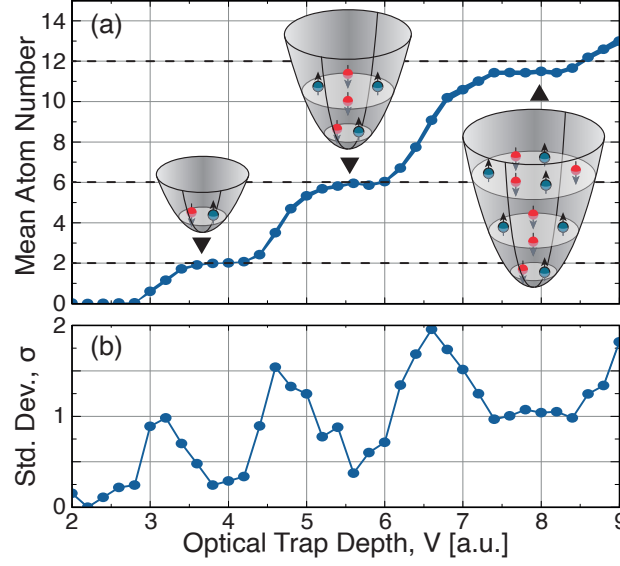 (a)
Mean Atom Number
14
12
10
8
6
4
2
0
(b)
Std. Dev., σ
2
1
0
2 3 4 5 6 7 8 9
Optical Trap Depth, V [a.u.]